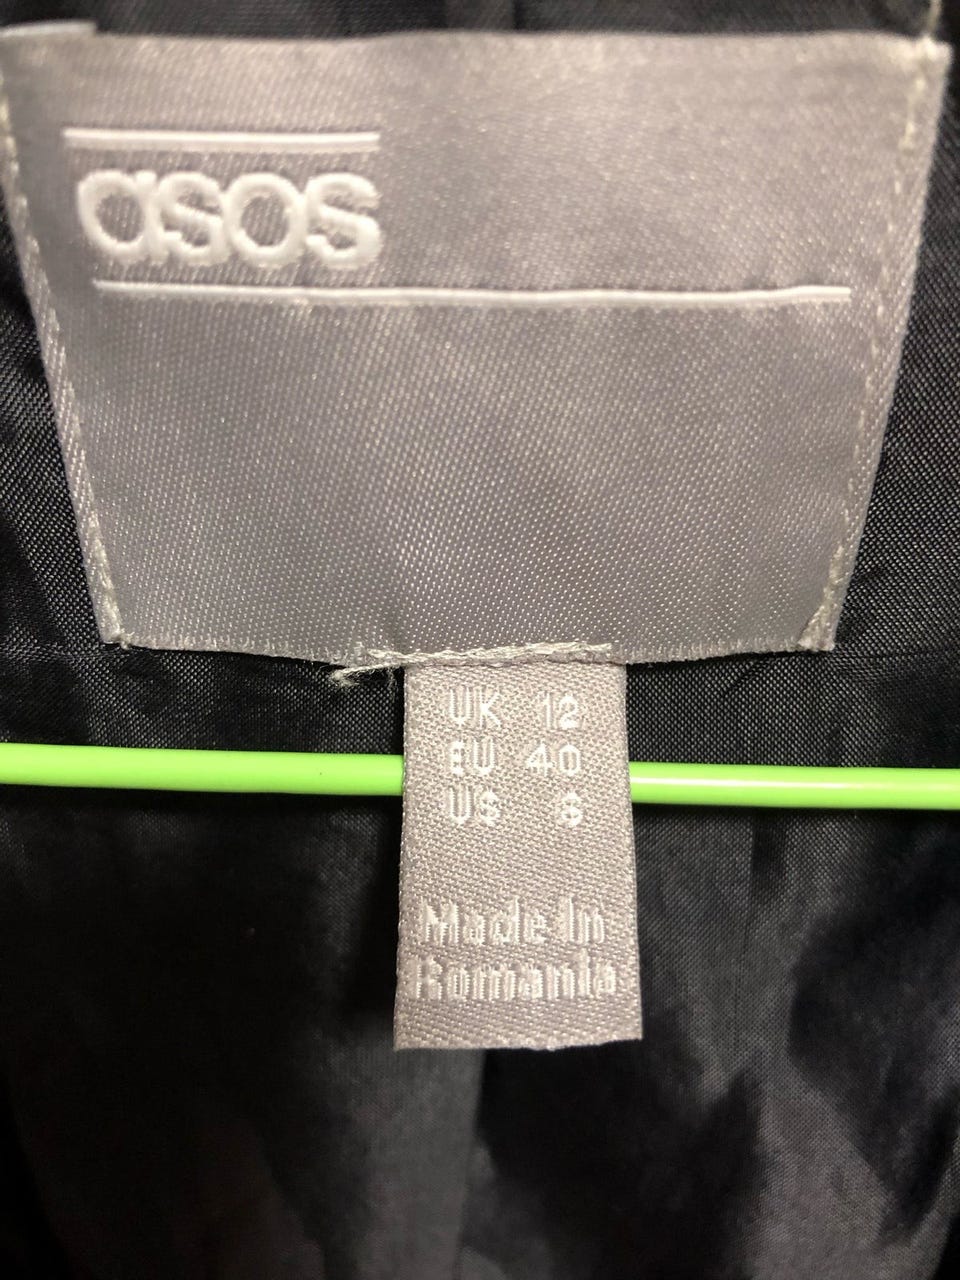 asos
UK 12
EU 40
US 8
Made In
Romania